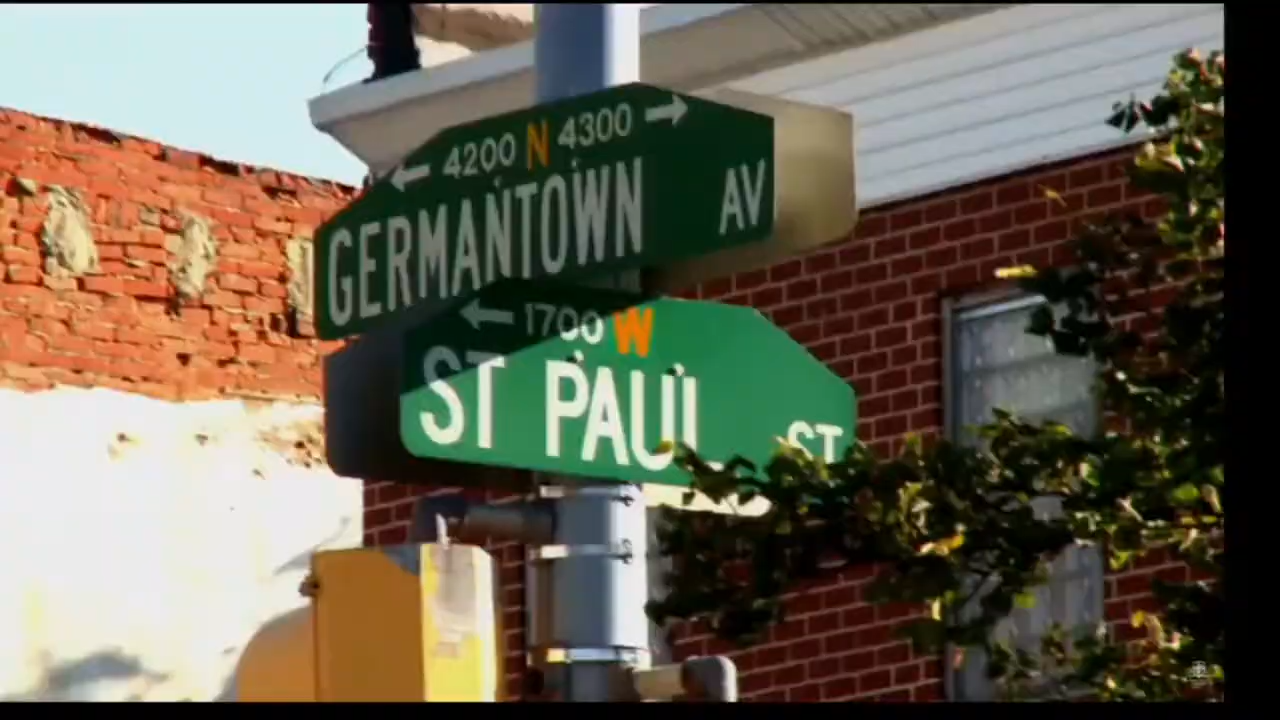 ← 4200 N 4300 →
GERMANTOWN AV
← 1700 W
ST PAUL ST